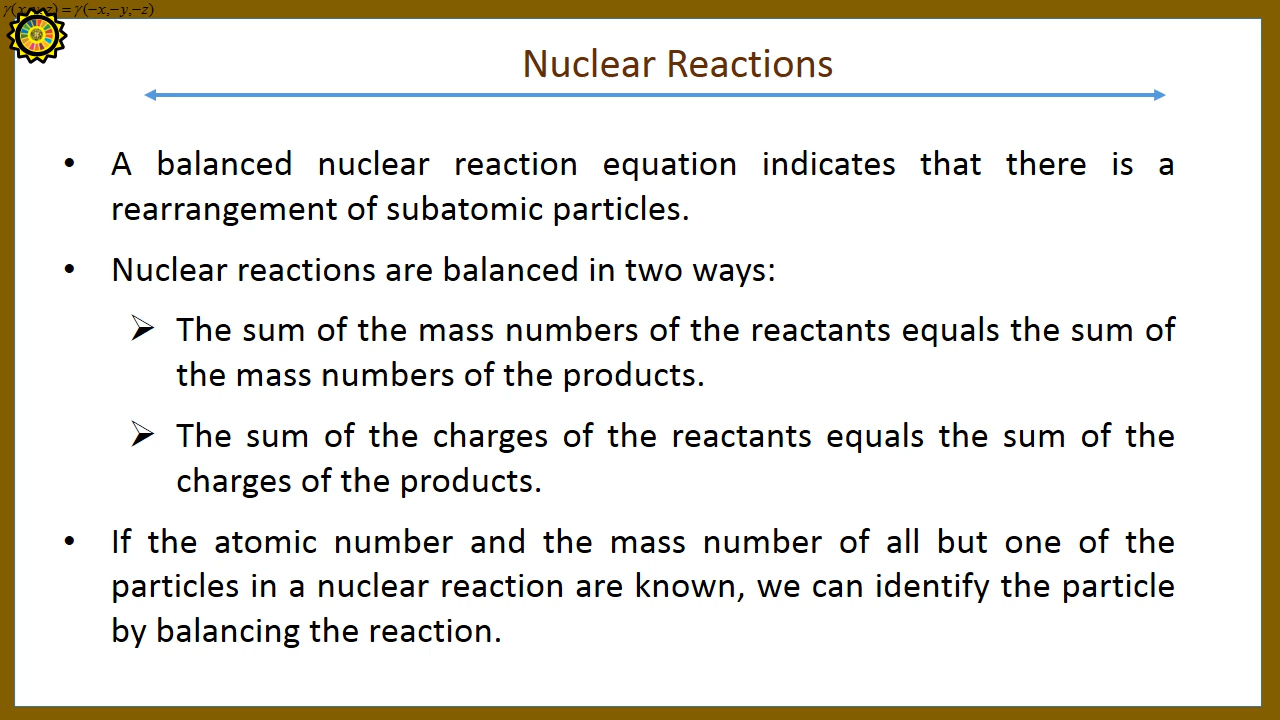 γ(x,y,z) = γ(−x,−y,−z)
Nuclear Reactions
• A balanced nuclear reaction equation indicates that there is a
rearrangement of subatomic particles.
• Nuclear reactions are balanced in two ways:
➢ The sum of the mass numbers of the reactants equals the sum of
the mass numbers of the products.
➢ The sum of the charges of the reactants equals the sum of the
charges of the products.
• If the atomic number and the mass number of all but one of the
particles in a nuclear reaction are known, we can identify the particle
by balancing the reaction.